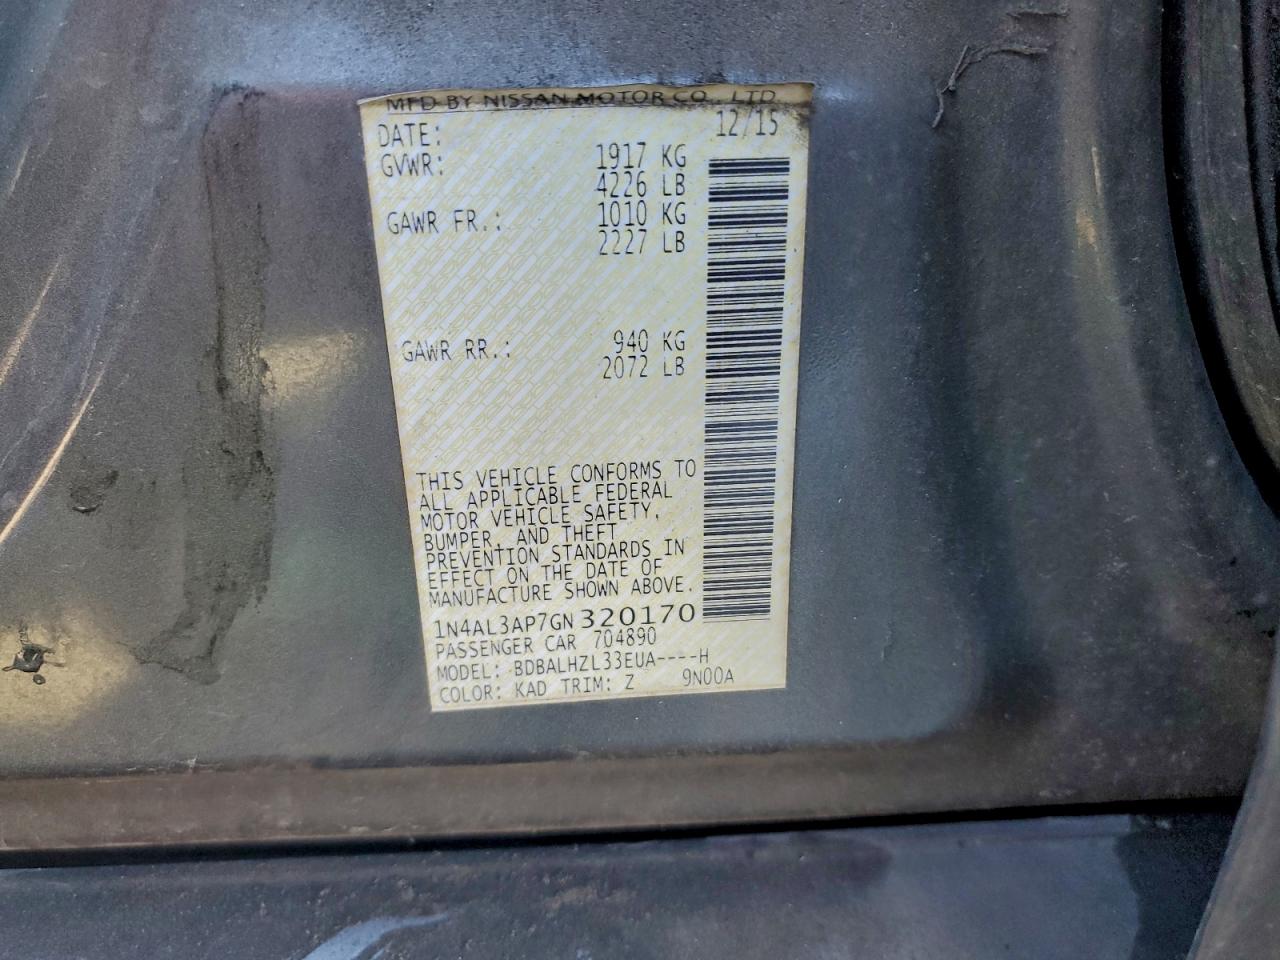 MFD BY NISSAN MOTOR CO., LTD
DATE: 12/15
GVWR: 1917 KG
4226 LB
GAWR FR.: 1010 KG
2227 LB
GAWR RR.: 940 KG
2072 LB
THIS VEHICLE CONFORMS TO
ALL APPLICABLE FEDERAL
MOTOR VEHICLE SAFETY,
BUMPER, AND THEFT
PREVENTION STANDARDS IN
EFFECT ON THE DATE OF
MANUFACTURE SHOWN ABOVE.
1N4AL3AP7GN320170
PASSENGER CAR 704890
MODEL: BDBALHZL33EUA----H
COLOR: KAD TRIM: Z 9N00A